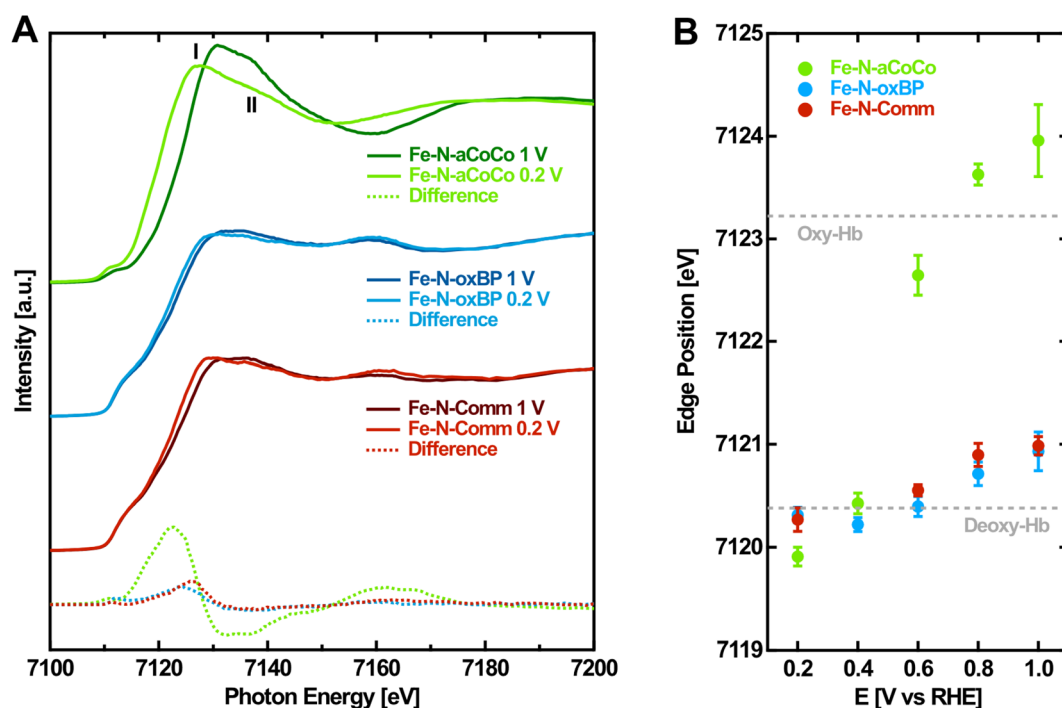 A
I
II
Fe-N-aCoCo 1 V
Fe-N-aCoCo 0.2 V
Difference
Fe-N-oxBP 1 V
Fe-N-oxBP 0.2 V
Difference
Fe-N-Comm 1 V
Fe-N-Comm 0.2 V
Difference
Intensity [a.u.]
7100 7120 7140 7160 7180 7200
Photon Energy [eV]
B
Fe-N-aCoCo
Fe-N-oxBP
Fe-N-Comm
Oxy-Hb
Deoxy-Hb
7125
7124
7123
7122
7121
7120
7119
Edge Position [eV]
0.2 0.4 0.6 0.8 1.0
E [V vs RHE]